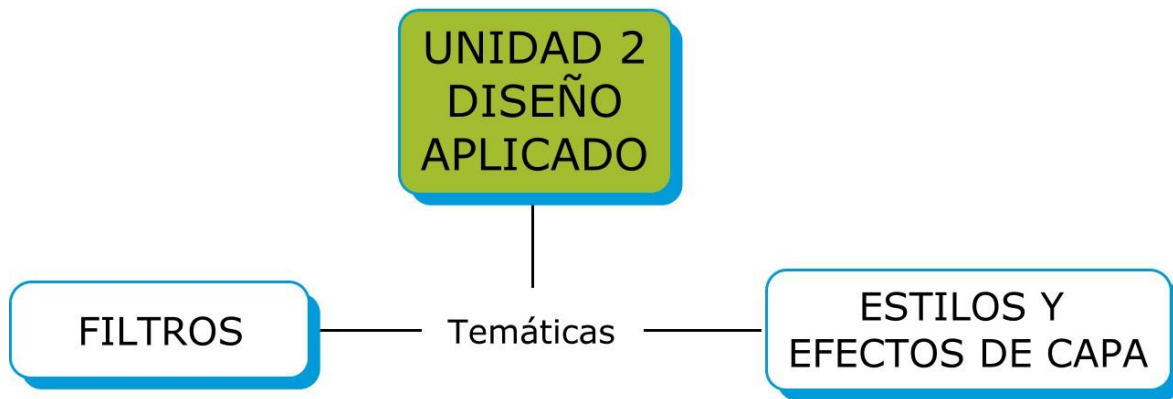 UNIDAD 2
DISEÑO
APLICADO
FILTROS
Temáticas
ESTILOS Y
EFECTOS DE CAPA